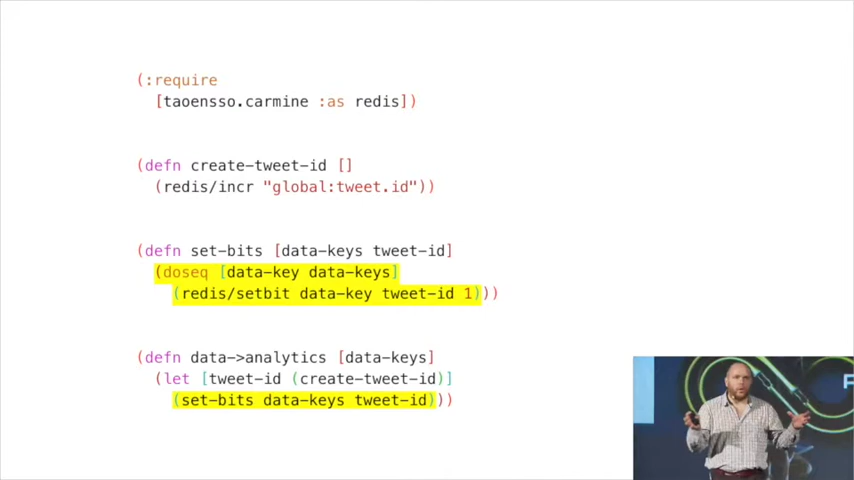 (:require
[taoensso.carmine :as redis])
(defn create-tweet-id []
(redis/incr "global:tweet.id"))
(defn set-bits [data-keys tweet-id]
(doseq [data-key data-keys]
(redis/setbit data-key tweet-id 1)))
(defn data->analytics [data-keys]
(let [tweet-id (create-tweet-id)]
(set-bits data-keys tweet-id)))